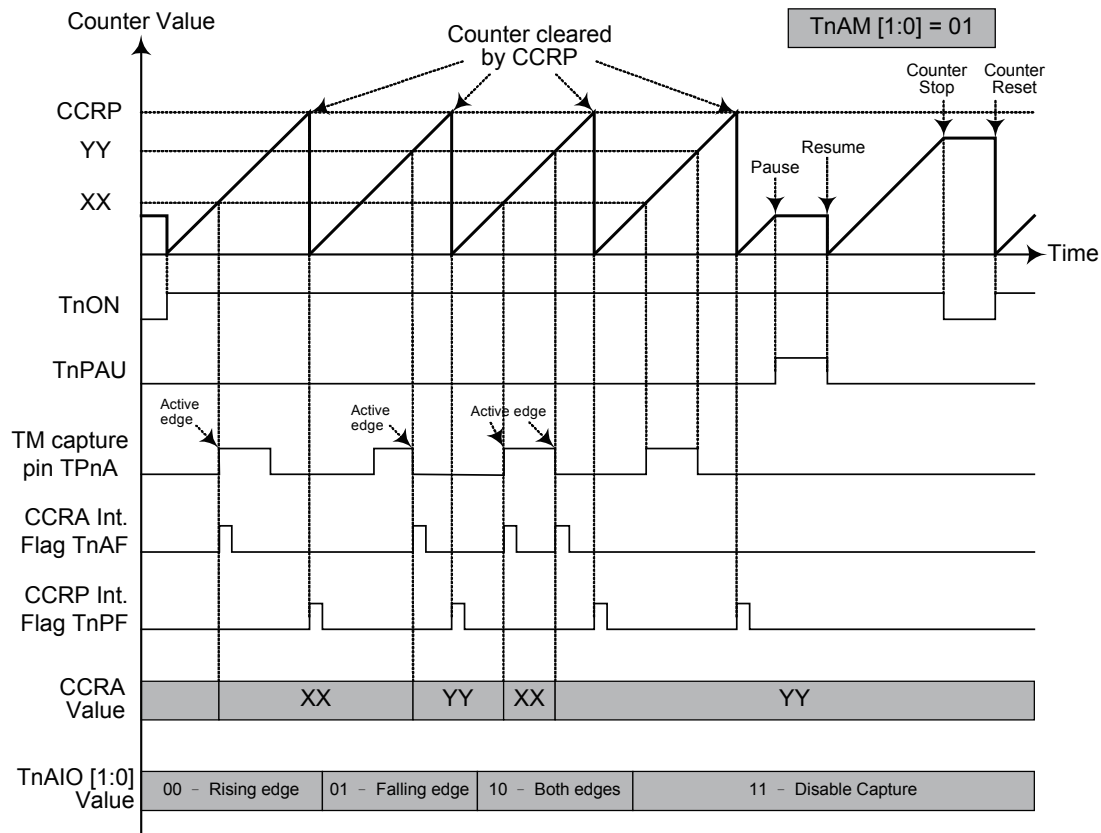 Counter Value
TnAM [1:0] = 01
Counter cleared
by CCRP
Counter
Stop
Counter
Reset
CCRP
YY
XX
Pause
Resume
Time
TnON
TnPAU
Active
edge
Active
edge
Active edge
TM capture
pin TPnA
CCRA Int.
Flag TnAF
CCRP Int.
Flag TnPF
CCRA
Value
XX
YY
XX
YY
TnAIO [1:0]
Value
00 - Rising edge
01 - Falling edge
10 - Both edges
11 - Disable Capture